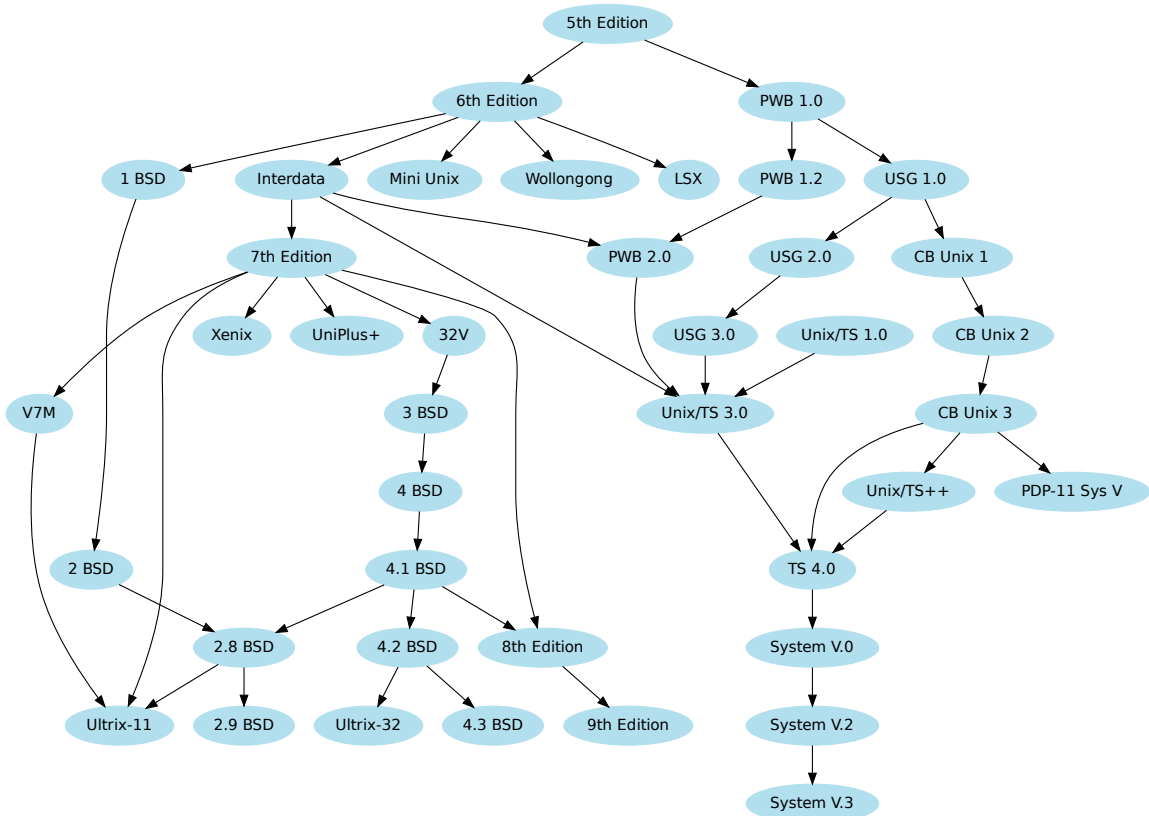 5th Edition
6th Edition
PWB 1.0
1 BSD
Interdata
Mini Unix
Wollongong
LSX
PWB 1.2
USG 1.0
7th Edition
PWB 2.0
USG 2.0
CB Unix 1
Xenix
UniPlus+
32V
USG 3.0
Unix/TS 1.0
CB Unix 2
V7M
3 BSD
Unix/TS 3.0
CB Unix 3
4 BSD
Unix/TS++
PDP-11 Sys V
2 BSD
4.1 BSD
TS 4.0
2.8 BSD
4.2 BSD
8th Edition
System V.0
Ultrix-11
2.9 BSD
Ultrix-32
4.3 BSD
9th Edition
System V.2
System V.3